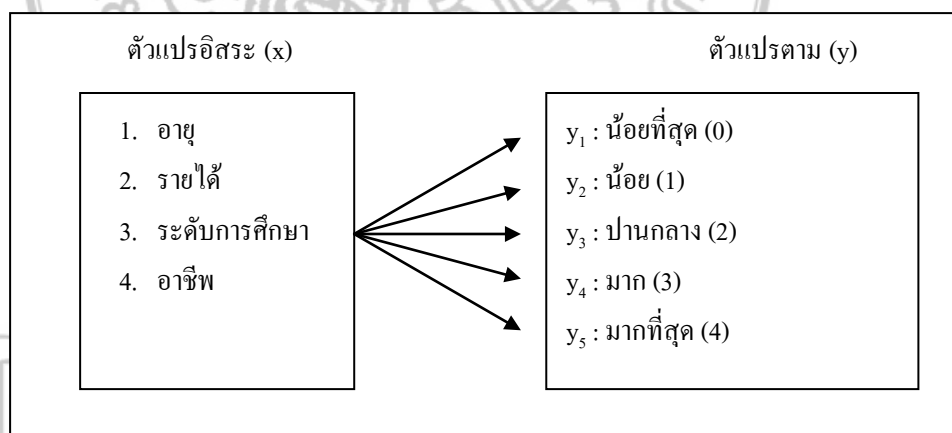 ตัวแปรอิสระ (x)
ตัวแปรตาม (y)
1. อายุ
2. รายได้
3. ระดับการศึกษา
4. อาชีพ
y₁ : น้อยที่สุด (0)
y₂ : น้อย (1)
y₃ : ปานกลาง (2)
y₄ : มาก (3)
y₅ : มากที่สุด (4)